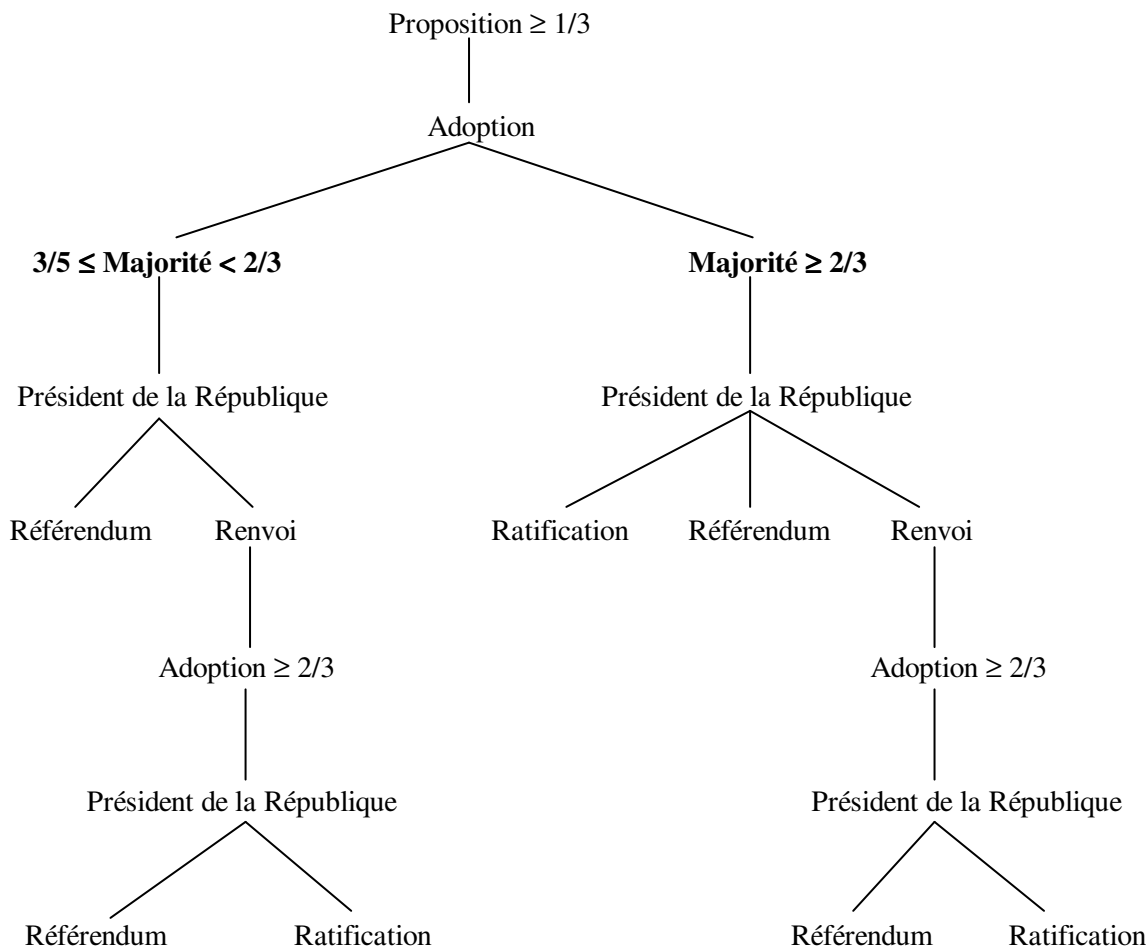 Proposition ≥ 1/3
Adoption
3/5 ≤ Majorité < 2/3
Majorité ≥ 2/3
Président de la République
Président de la République
Référendum
Renvoi
Ratification
Référendum
Renvoi
Adoption ≥ 2/3
Adoption ≥ 2/3
Président de la République
Président de la République
Référendum
Ratification
Référendum
Ratification